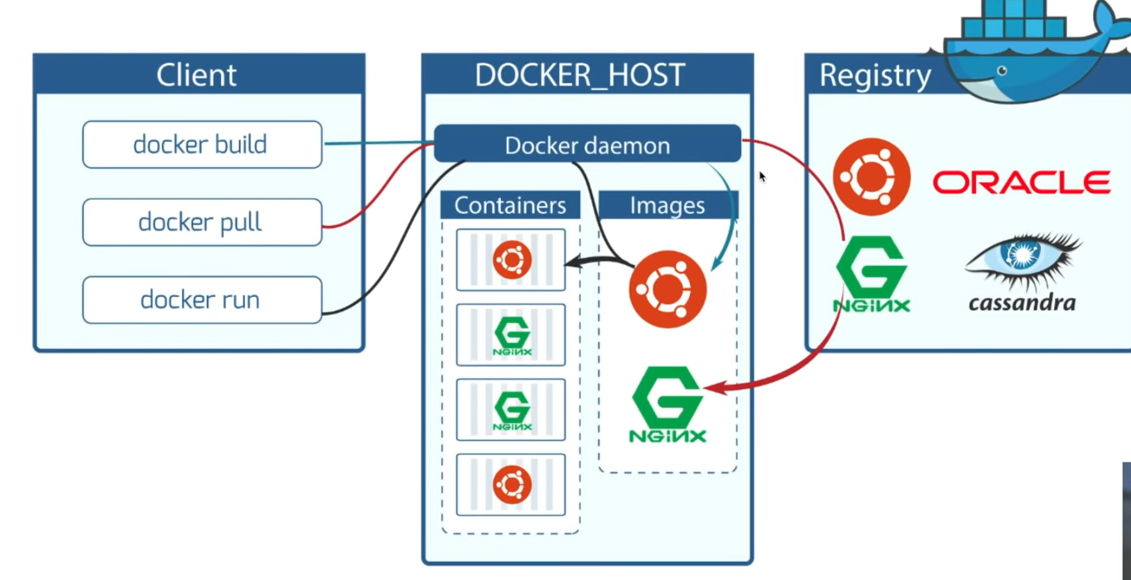 Client
docker build
docker pull
docker run
DOCKER_HOST
Docker daemon
Containers
NGiNX
NGiNX
Images
NGiNX
Registry
ORACLE
NGiNX
cassandra